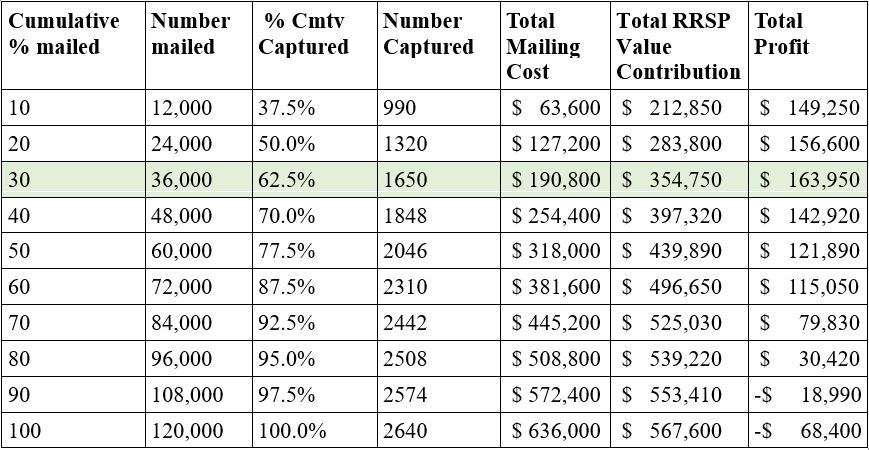 Cumulative % mailed | Number mailed | % Cmtv Captured | Number Captured | Total Mailing Cost | Total RRSP Value Contribution | Total Profit
10 | 12,000 | 37.5% | 990 | $ 63,600 | $ 212,850 | $ 149,250
20 | 24,000 | 50.0% | 1320 | $ 127,200 | $ 283,800 | $ 156,600
30 | 36,000 | 62.5% | 1650 | $ 190,800 | $ 354,750 | $ 163,950
40 | 48,000 | 70.0% | 1848 | $ 254,400 | $ 397,320 | $ 142,920
50 | 60,000 | 77.5% | 2046 | $ 318,000 | $ 439,890 | $ 121,890
60 | 72,000 | 87.5% | 2310 | $ 381,600 | $ 496,650 | $ 115,050
70 | 84,000 | 92.5% | 2442 | $ 445,200 | $ 525,030 | $ 79,830
80 | 96,000 | 95.0% | 2508 | $ 508,800 | $ 539,220 | $ 30,420
90 | 108,000 | 97.5% | 2574 | $ 572,400 | $ 553,410 | -$ 18,990
100 | 120,000 | 100.0% | 2640 | $ 636,000 | $ 567,600 | -$ 68,400